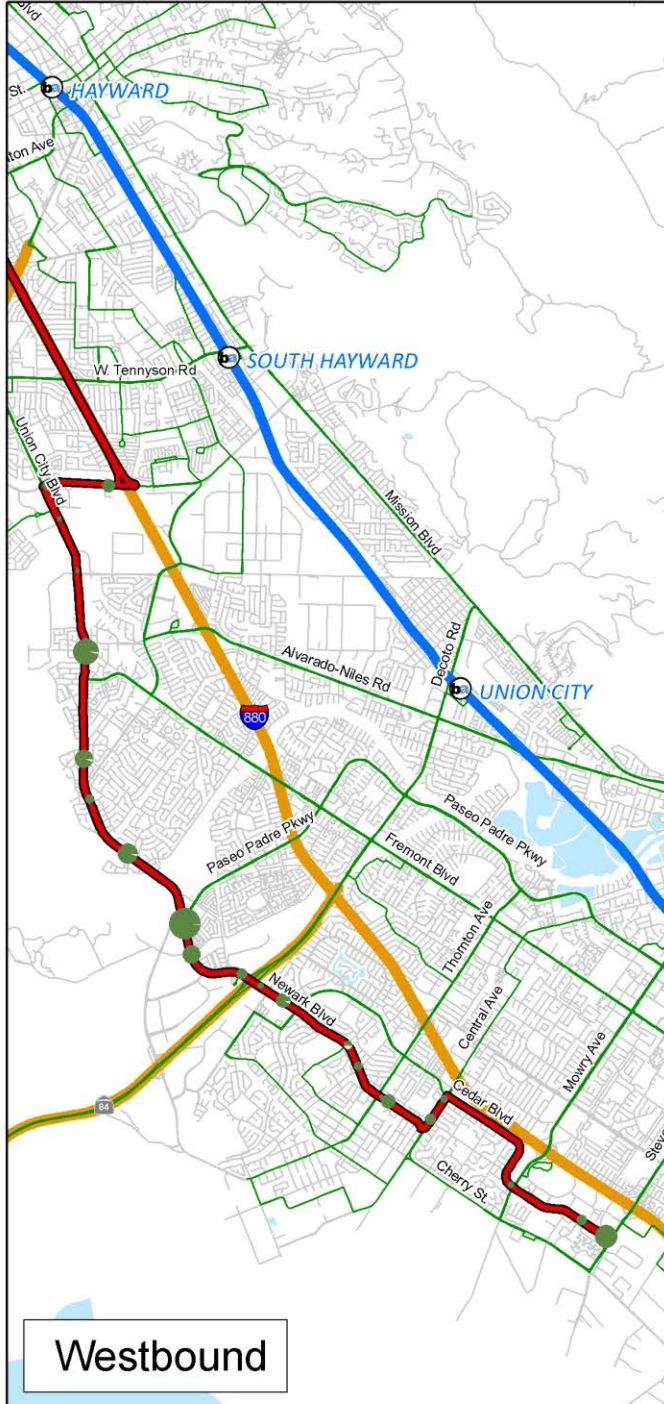 Blvd
St.
HAYWARD
ton Ave
SOUTH HAYWARD
W. Tennyson Rd
Union City Blvd
Mission Blvd
Decoto Rd
Alvarado-Niles Rd
UNION CITY
880
Paseo Padre Pkwy
Paseo Padre Pkwy
Fremont Blvd
Thornton Ave
Newark Blvd
Central Ave
Mowry Ave
Cedar Blvd
84
Steve
Cherry St.
Westbound